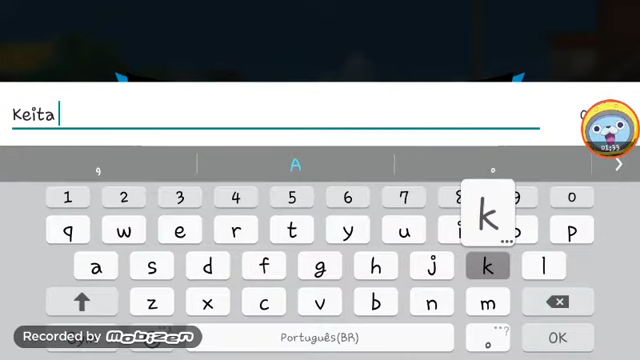 Keita
01:33
, A .
1 2 3 4 5 6 7 8 9 0
q w e r t y u i o p
k ...
a s d f g h j k l
z x c v b n m
Recorded by mobizen
Português(BR) . ...? OK